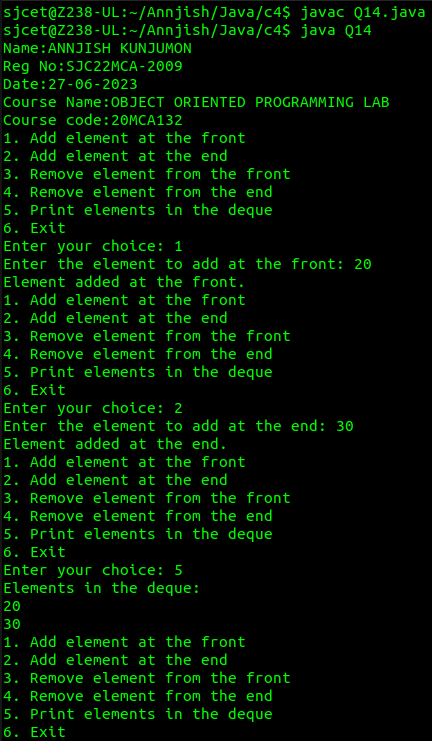 sjcet@Z238-UL:~/Annjish/Java/c4$ javac Q14.java
sjcet@Z238-UL:~/Annjish/Java/c4$ java Q14
Name:ANNJISH KUNJUMON
Reg No:SJC22MCA-2009
Date:27-06-2023
Course Name:OBJECT ORIENTED PROGRAMMING LAB
Course code:20MCA132
1. Add element at the front
2. Add element at the end
3. Remove element from the front
4. Remove element from the end
5. Print elements in the deque
6. Exit
Enter your choice: 1
Enter the element to add at the front: 20
Element added at the front.
1. Add element at the front
2. Add element at the end
3. Remove element from the front
4. Remove element from the end
5. Print elements in the deque
6. Exit
Enter your choice: 2
Enter the element to add at the end: 30
Element added at the end.
1. Add element at the front
2. Add element at the end
3. Remove element from the front
4. Remove element from the end
5. Print elements in the deque
6. Exit
Enter your choice: 5
Elements in the deque:
20
30
1. Add element at the front
2. Add element at the end
3. Remove element from the front
4. Remove element from the end
5. Print elements in the deque
6. Exit